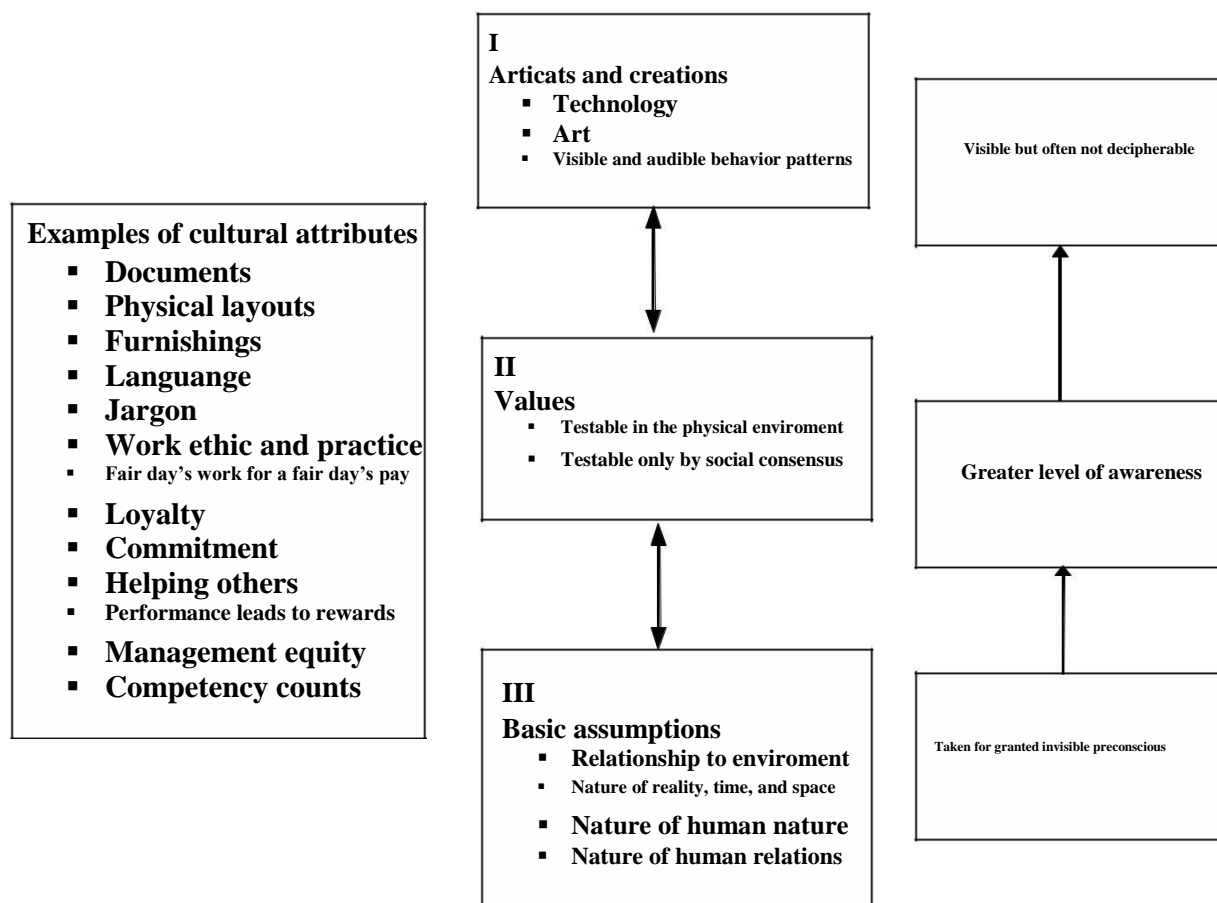 Examples of cultural attributes
▪ Documents
▪ Physical layouts
▪ Furnishings
▪ Languange
▪ Jargon
▪ Work ethic and practice
▪ Fair day’s work for a fair day’s pay
▪ Loyalty
▪ Commitment
▪ Helping others
▪ Performance leads to rewards
▪ Management equity
▪ Competency counts
I
Articats and creations
▪ Technology
▪ Art
▪ Visible and audible behavior patterns
II
Values
▪ Testable in the physical enviroment
▪ Testable only by social consensus
III
Basic assumptions
▪ Relationship to enviroment
▪ Nature of reality, time, and space
▪ Nature of human nature
▪ Nature of human relations
Visible but often not decipherable
Greater level of awareness
Taken for granted invisible preconscious